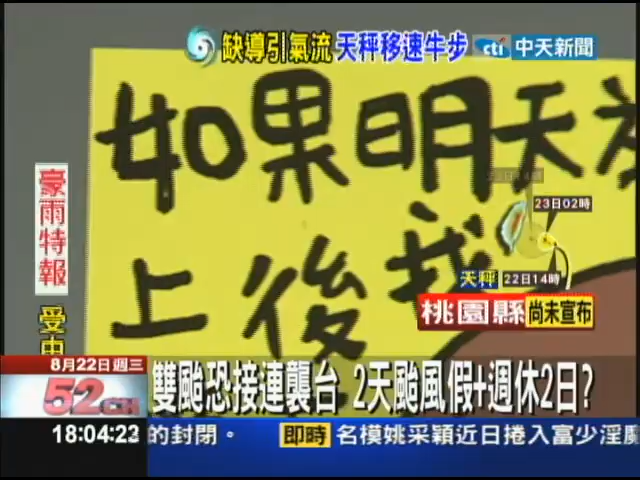 缺導引氣流 天秤移速牛步
cti 中天新聞
如果明天
上後我
豪雨特報
23日02時
天秤 22日14時
桃園縣 尚未宣布
8月22日週三
52CH
雙颱恐接連襲台 2天颱風假+週休2日?
18:04:23
的封閉。 即時 名模姚采穎近日捲入富少淫魔